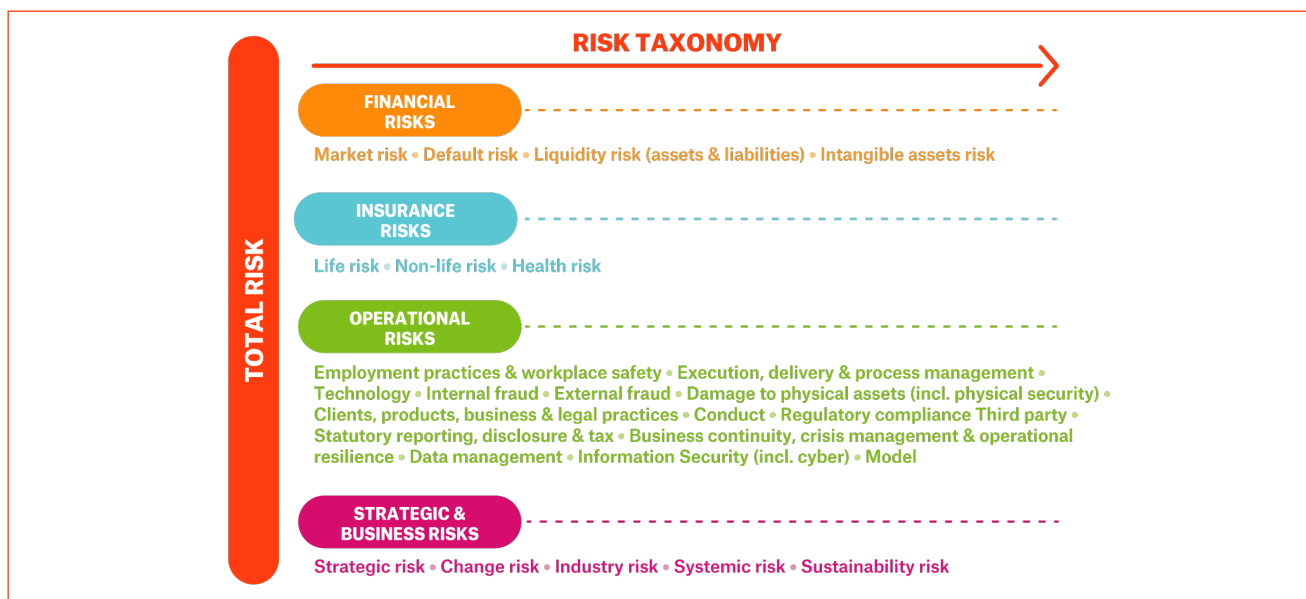 RISK TAXONOMY
TOTAL RISK
FINANCIAL
RISKS
Market risk • Default risk • Liquidity risk (assets & liabilities) • Intangible assets risk
INSURANCE
RISKS
Life risk • Non-life risk • Health risk
OPERATIONAL
RISKS
Employment practices & workplace safety • Execution, delivery & process management •
Technology • Internal fraud • External fraud • Damage to physical assets (incl. physical security) •
Clients, products, business & legal practices • Conduct • Regulatory compliance Third party •
Statutory reporting, disclosure & tax • Business continuity, crisis management & operational
resilience • Data management • Information Security (incl. cyber) • Model
STRATEGIC &
BUSINESS RISKS
Strategic risk • Change risk • Industry risk • Systemic risk • Sustainability risk